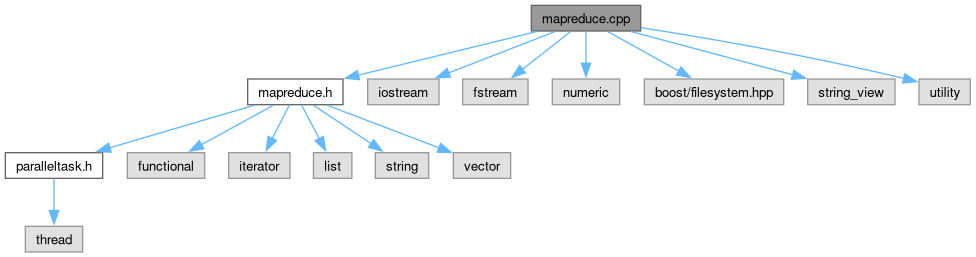 mapreduce.cpp
mapreduce.h
iostream
fstream
numeric
boost/filesystem.hpp
string_view
utility
paralleltask.h
functional
iterator
list
string
vector
thread